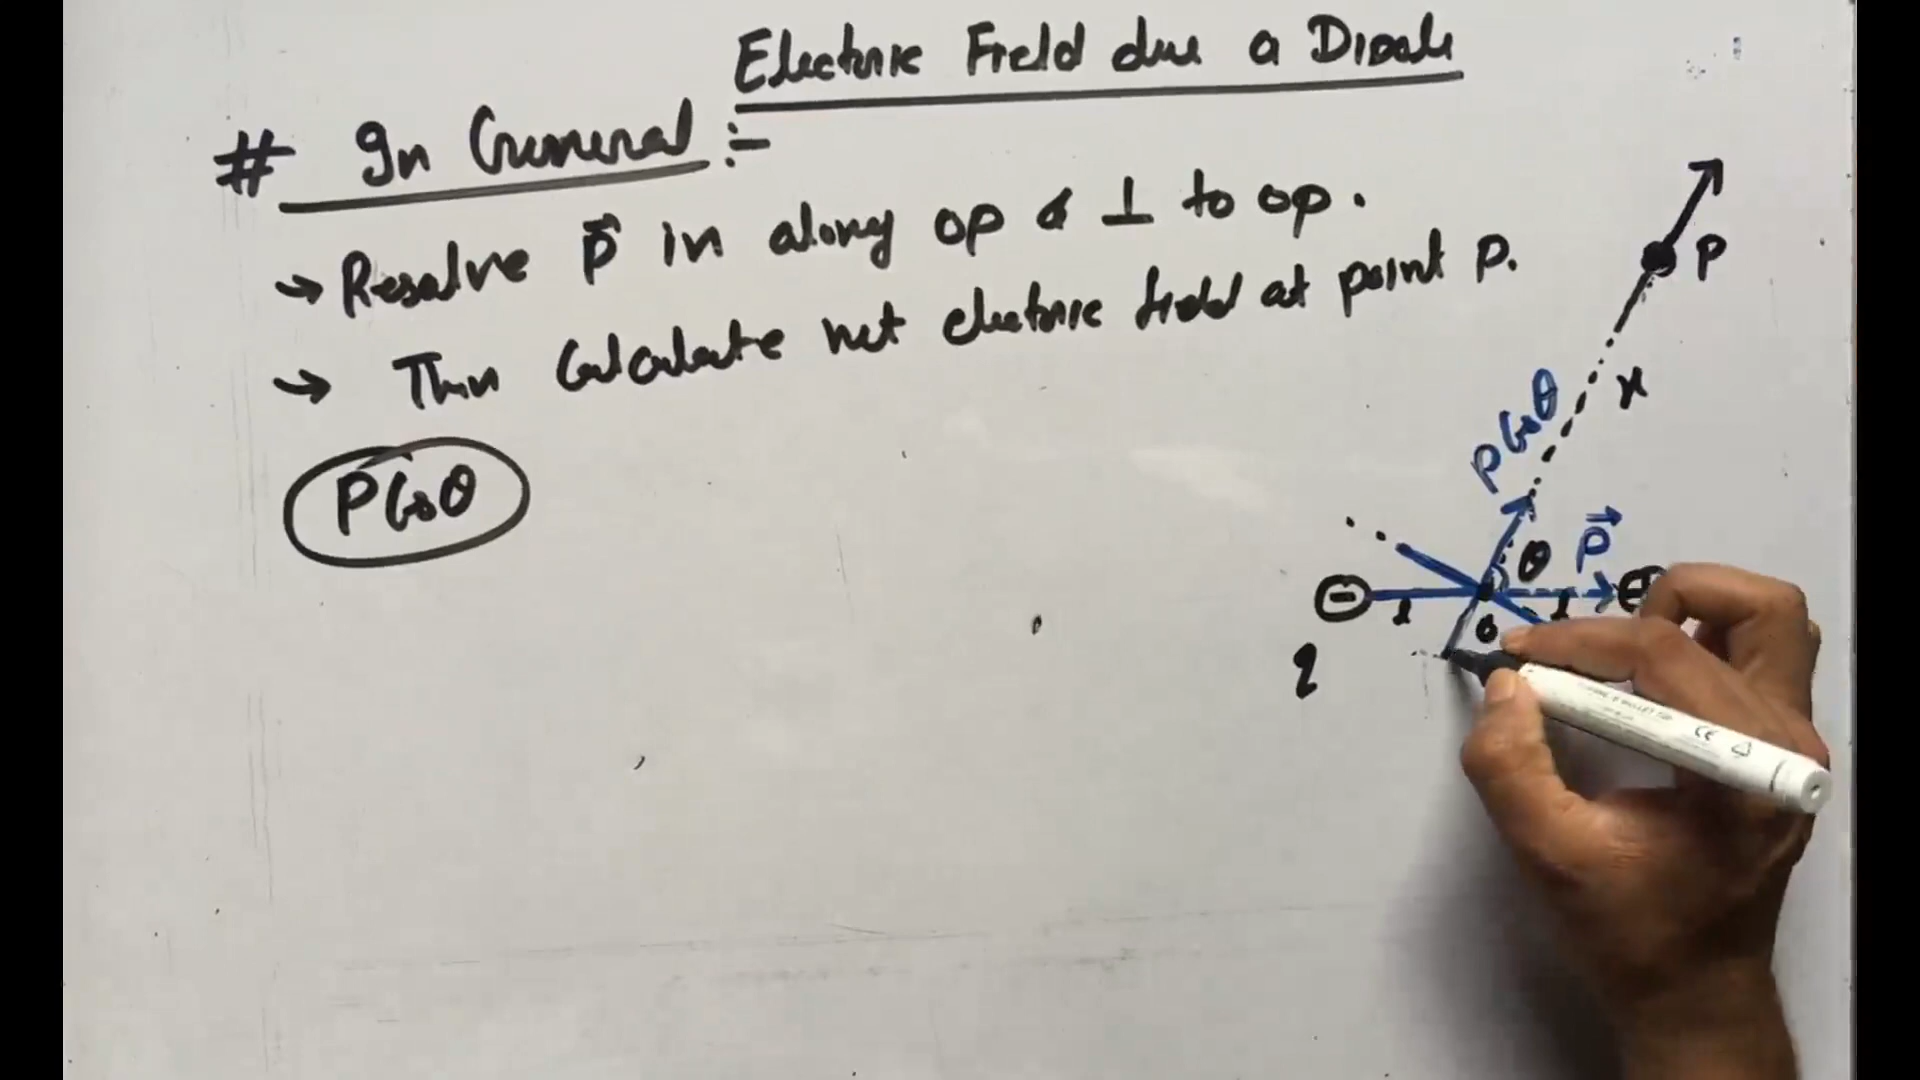 Electric Field due a Dipole
# In General :-
→ Resolve p⃗ in along op & ⊥ to op.
→ Then Calculate net electric field at point P.
P Cos θ
P
x
P Cos θ
θ
p⃗
−
+
l
l
O
CE